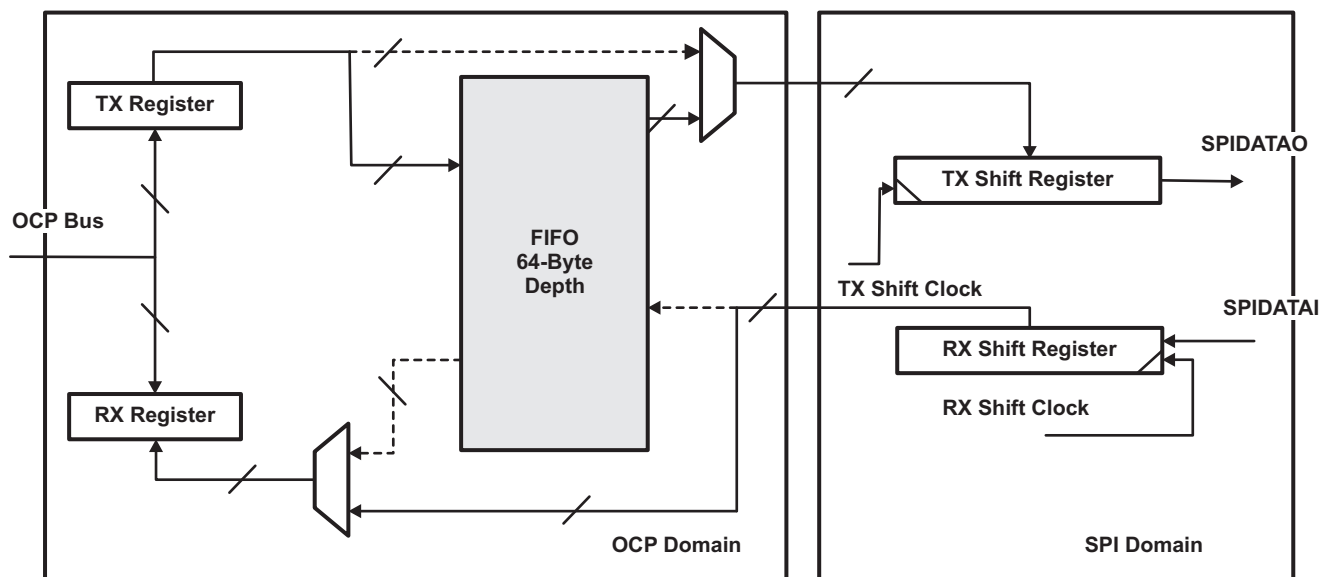 TX Register
SPIDATAO
TX Shift Register
OCP Bus
FIFO
64-Byte
Depth
TX Shift Clock
SPIDATAI
RX Shift Register
RX Register
RX Shift Clock
OCP Domain
SPI Domain